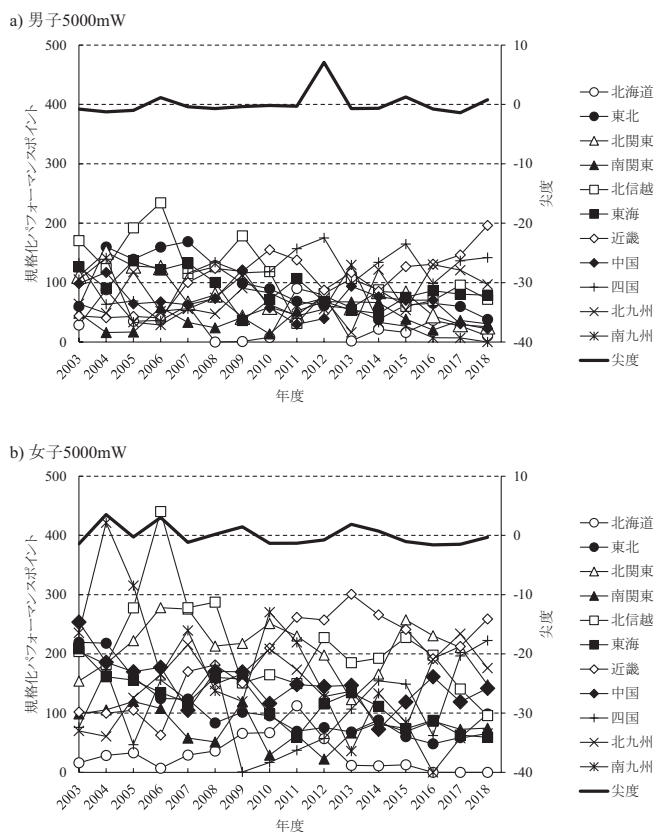 a) 男子5000mW
500
400
300
200
100
0
規格化パフォーマンスポイント
10
0
-10
-20
-30
-40
尖度
2003 2004 2005 2006 2007 2008 2009 2010 2011 2012 2013 2014 2015 2016 2017 2018
年度
北海道
東北
北関東
南関東
北信越
東海
近畿
中国
四国
北九州
南九州
尖度
b) 女子5000mW
500
400
300
200
100
0
規格化パフォーマンスポイント
10
0
-10
-20
-30
-40
尖度
2003 2004 2005 2006 2007 2008 2009 2010 2011 2012 2013 2014 2015 2016 2017 2018
年度
北海道
東北
北関東
南関東
北信越
東海
近畿
中国
四国
北九州
南九州
尖度